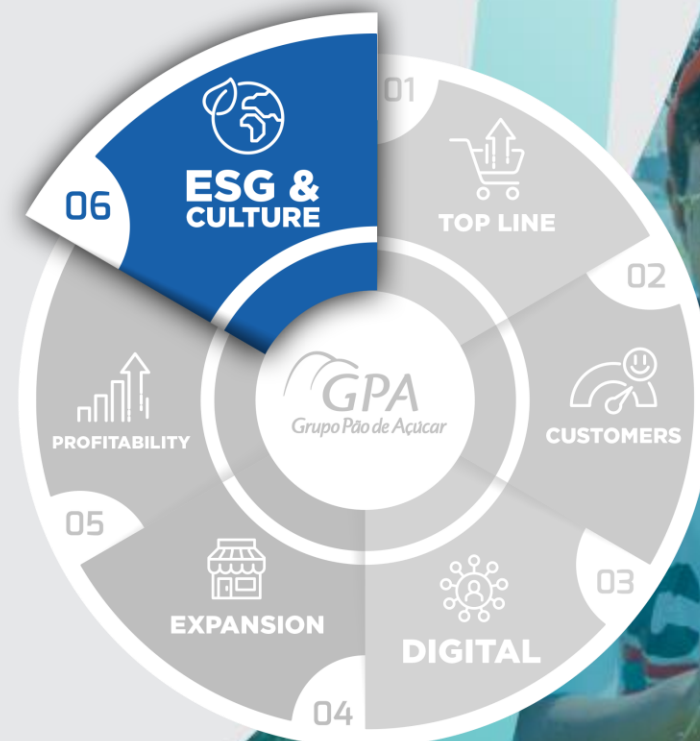 01
TOP LINE
02
CUSTOMERS
03
DIGITAL
04
EXPANSION
05
PROFITABILITY
06
ESG &
CULTURE
GPA
Grupo Pão de Açúcar